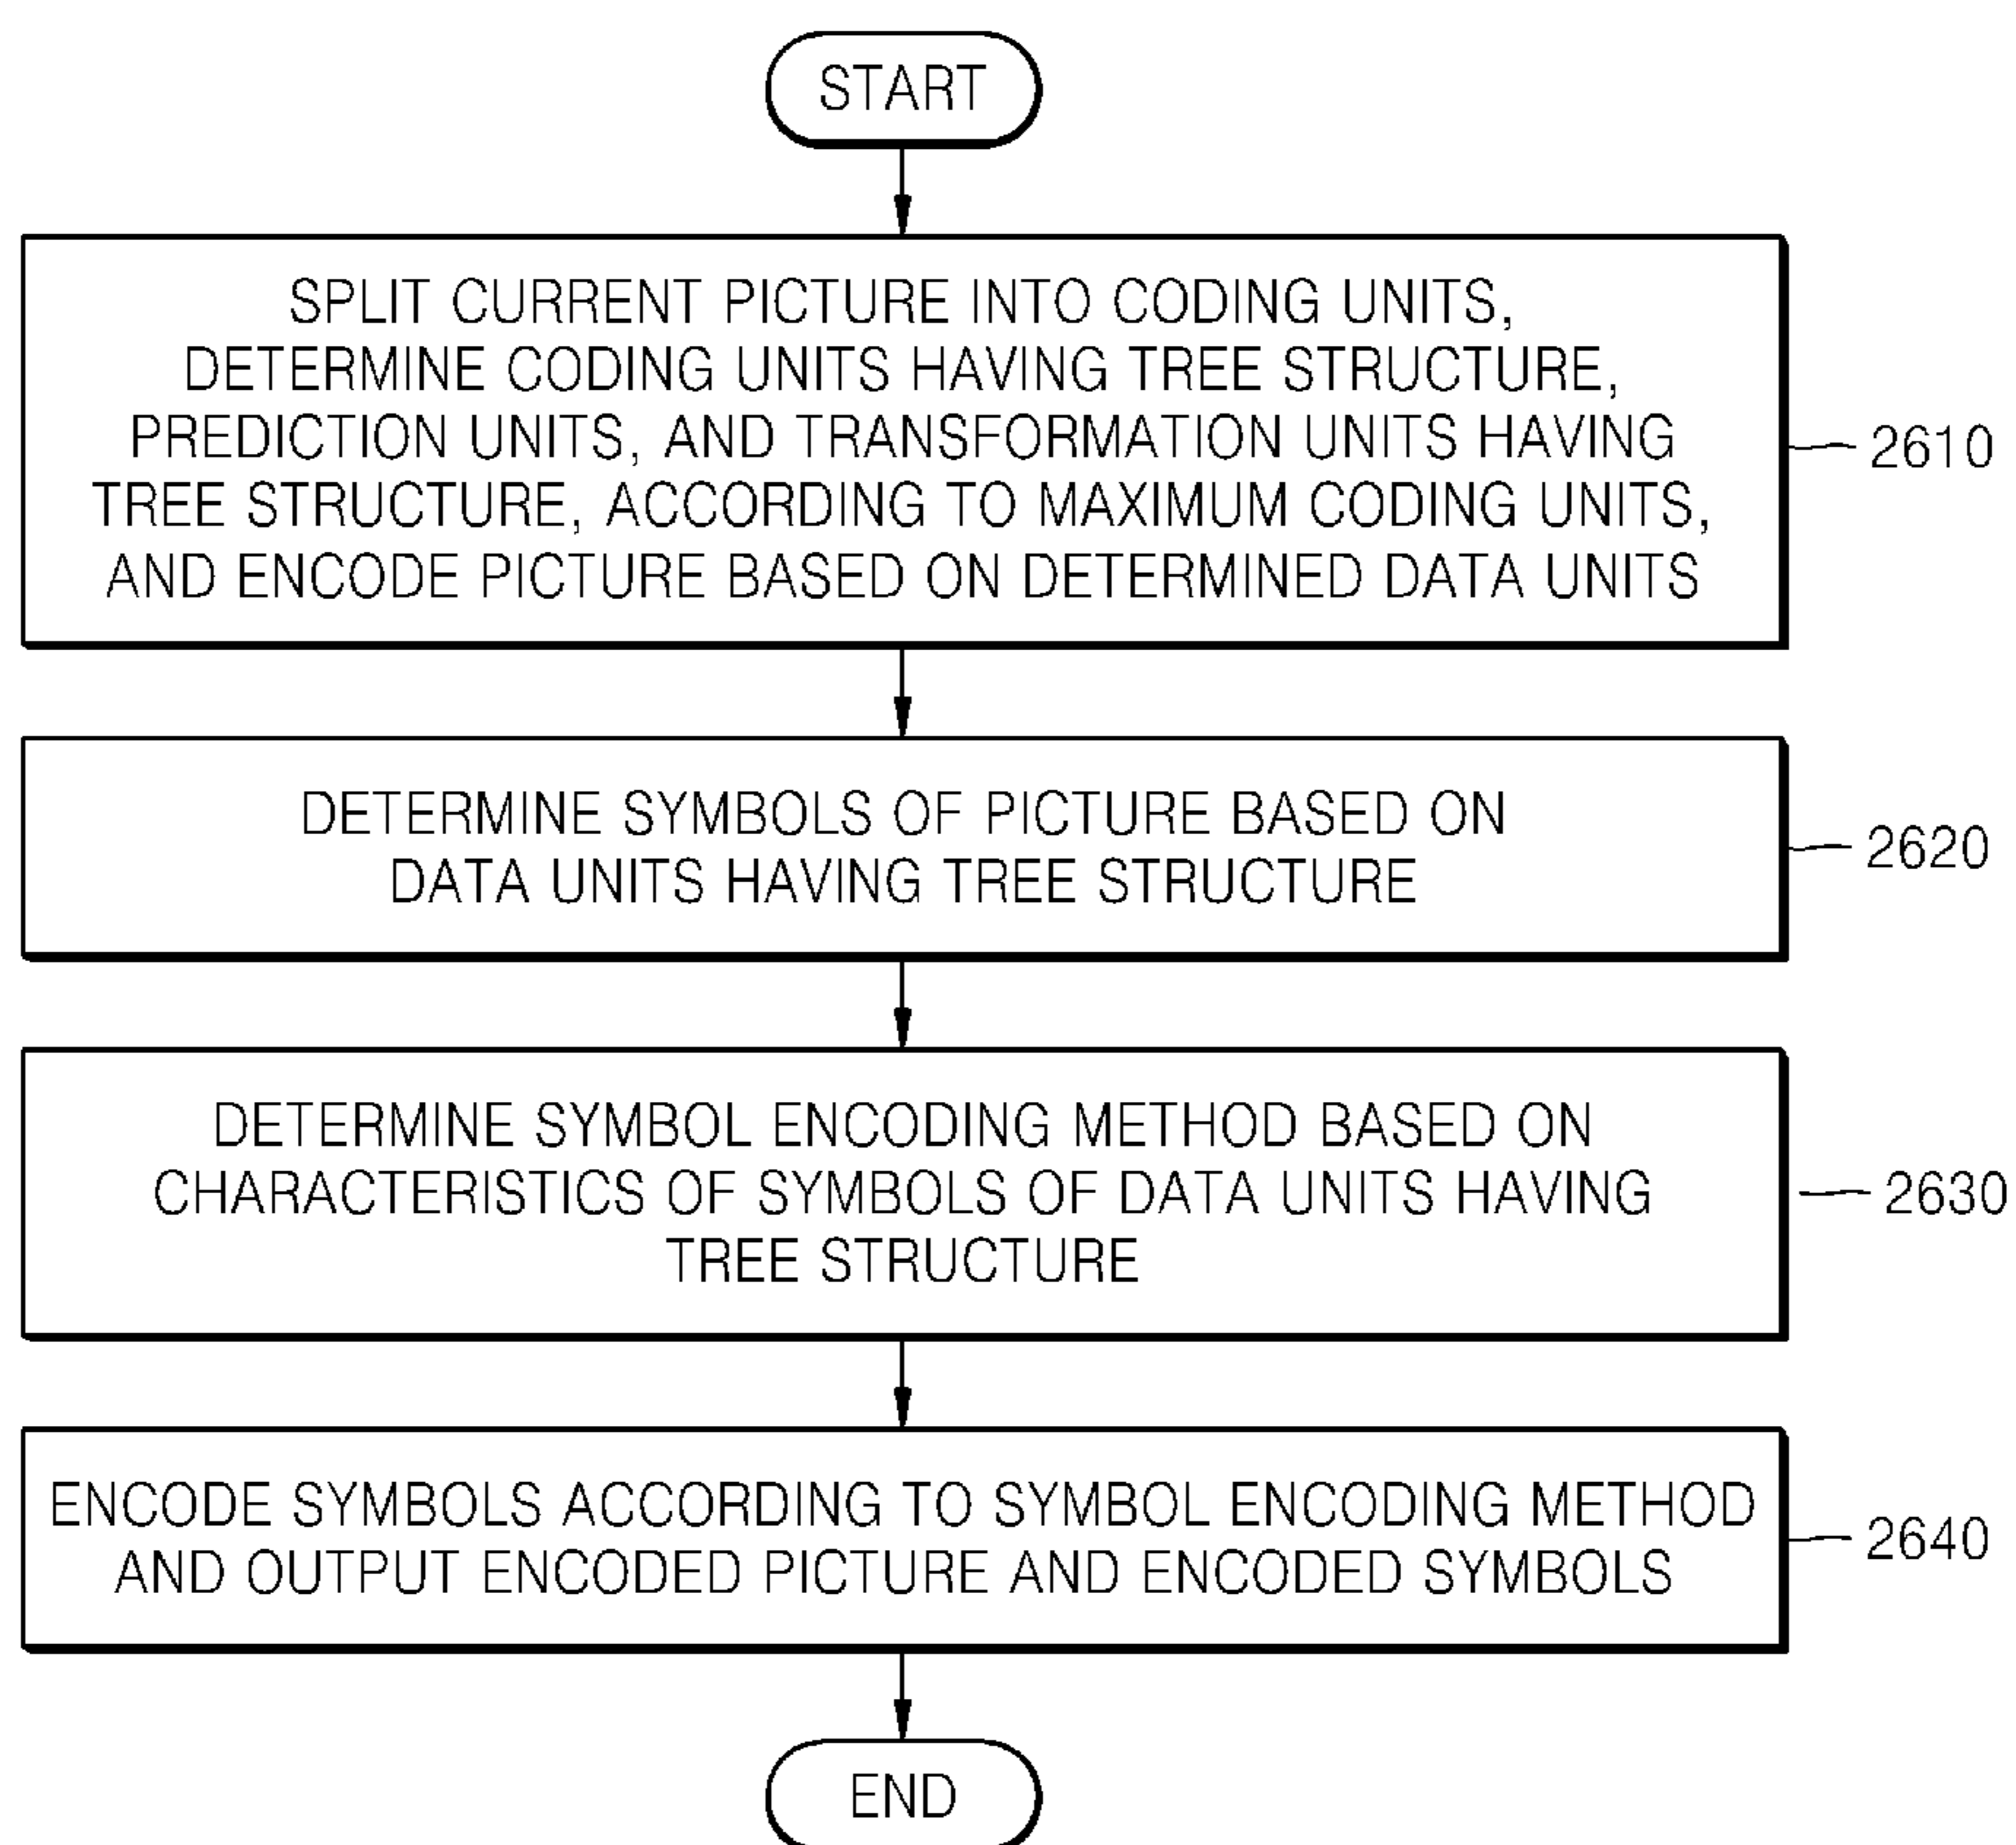 START
SPLIT CURRENT PICTURE INTO CODING UNITS,
DETERMINE CODING UNITS HAVING TREE STRUCTURE,
PREDICTION UNITS, AND TRANSFORMATION UNITS HAVING
TREE STRUCTURE, ACCORDING TO MAXIMUM CODING UNITS,
AND ENCODE PICTURE BASED ON DETERMINED DATA UNITS
2610
DETERMINE SYMBOLS OF PICTURE BASED ON
DATA UNITS HAVING TREE STRUCTURE
2620
DETERMINE SYMBOL ENCODING METHOD BASED ON
CHARACTERISTICS OF SYMBOLS OF DATA UNITS HAVING
TREE STRUCTURE
2630
ENCODE SYMBOLS ACCORDING TO SYMBOL ENCODING METHOD
AND OUTPUT ENCODED PICTURE AND ENCODED SYMBOLS
2640
END